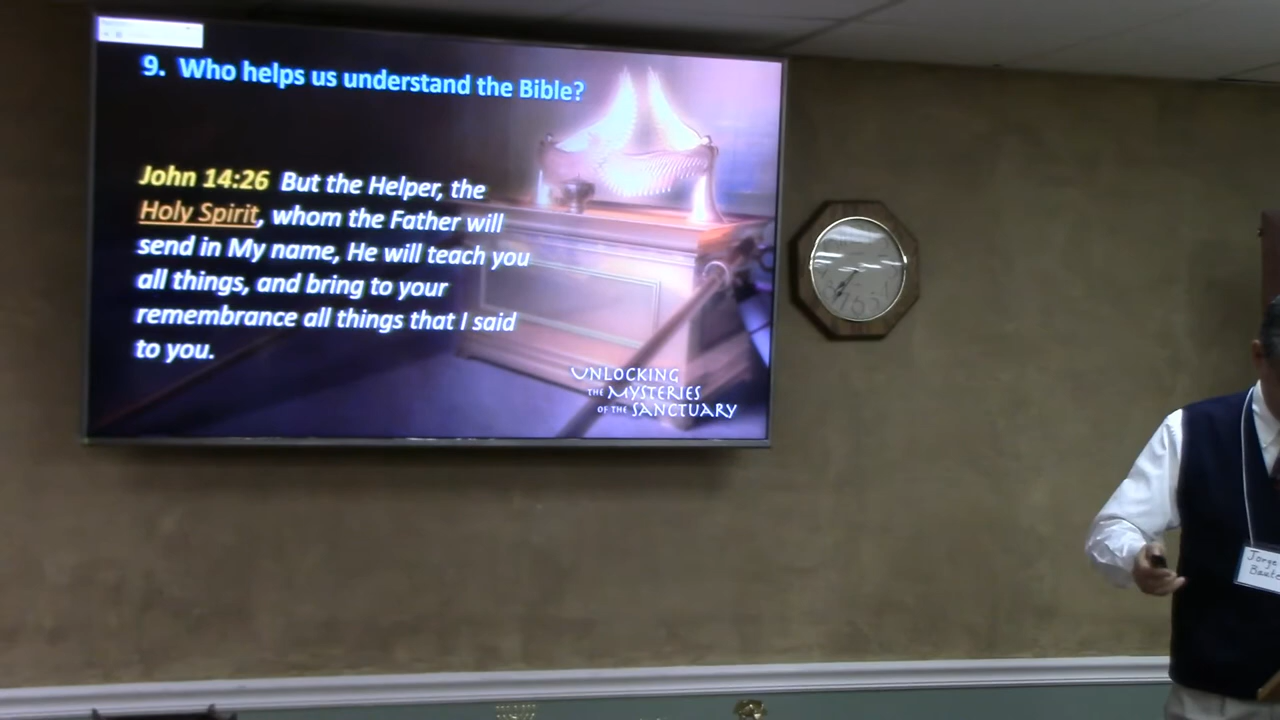 9. Who helps us understand the Bible?
John 14:26 But the Helper, the
Holy Spirit, whom the Father will
send in My name, He will teach you
all things, and bring to your
remembrance all things that I said
to you.
UNLOCKING
THE MYSTERIES
OF THE SANCTUARY
Jorge